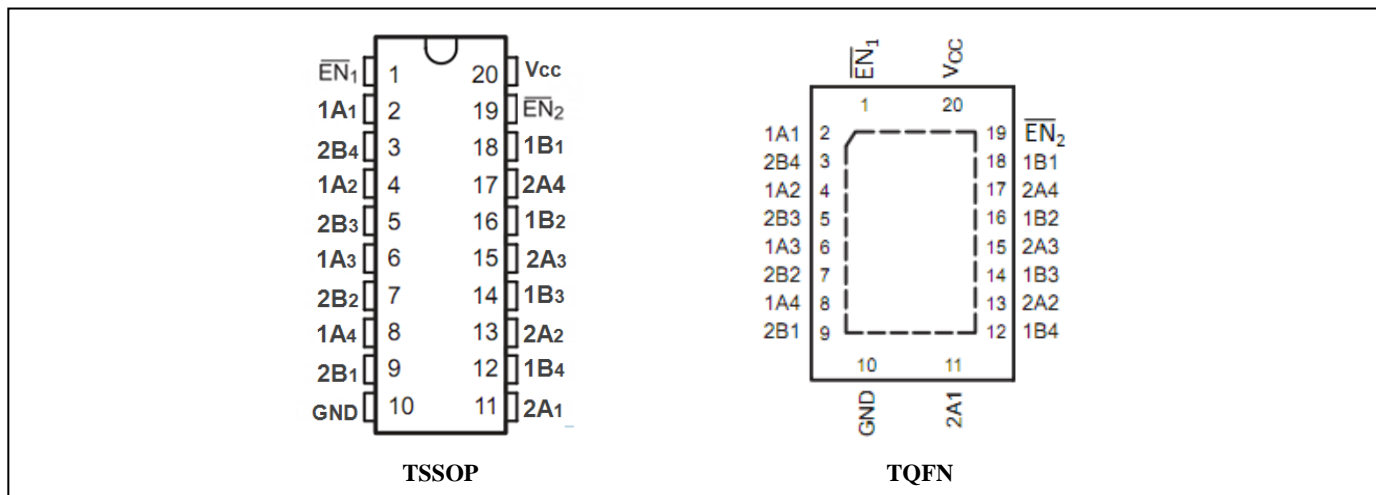 E̅N̅₁ 1 20 Vcc
1A1 2 19 E̅N̅₂
2B4 3 18 1B1
1A2 4 17 2A4
2B3 5 16 1B2
1A3 6 15 2A3
2B2 7 14 1B3
1A4 8 13 2A2
2B1 9 12 1B4
GND 10 11 2A1
TSSOP
E̅N̅₁ VCC
1 20
1A1 2 19 E̅N̅₂
2B4 3 18 1B1
1A2 4 17 2A4
2B3 5 16 1B2
1A3 6 15 2A3
2B2 7 14 1B3
1A4 8 13 2A2
2B1 9 12 1B4
10 11
GND 2A1
TQFN